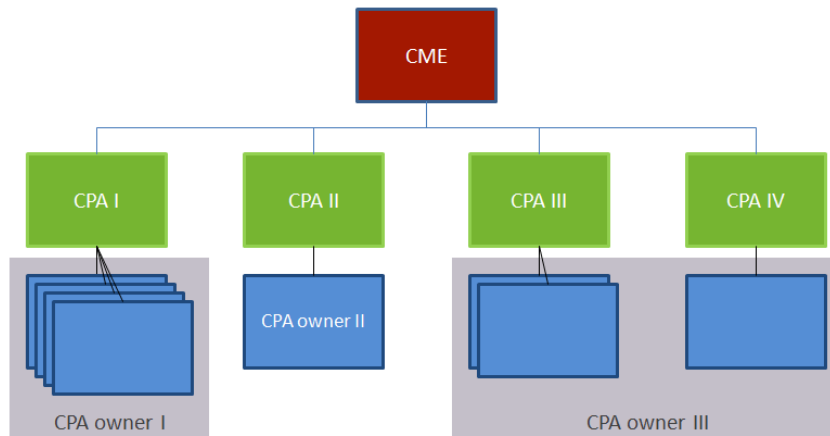 CME
CPA I
CPA II
CPA III
CPA IV
CPA owner II
CPA owner I
CPA owner III